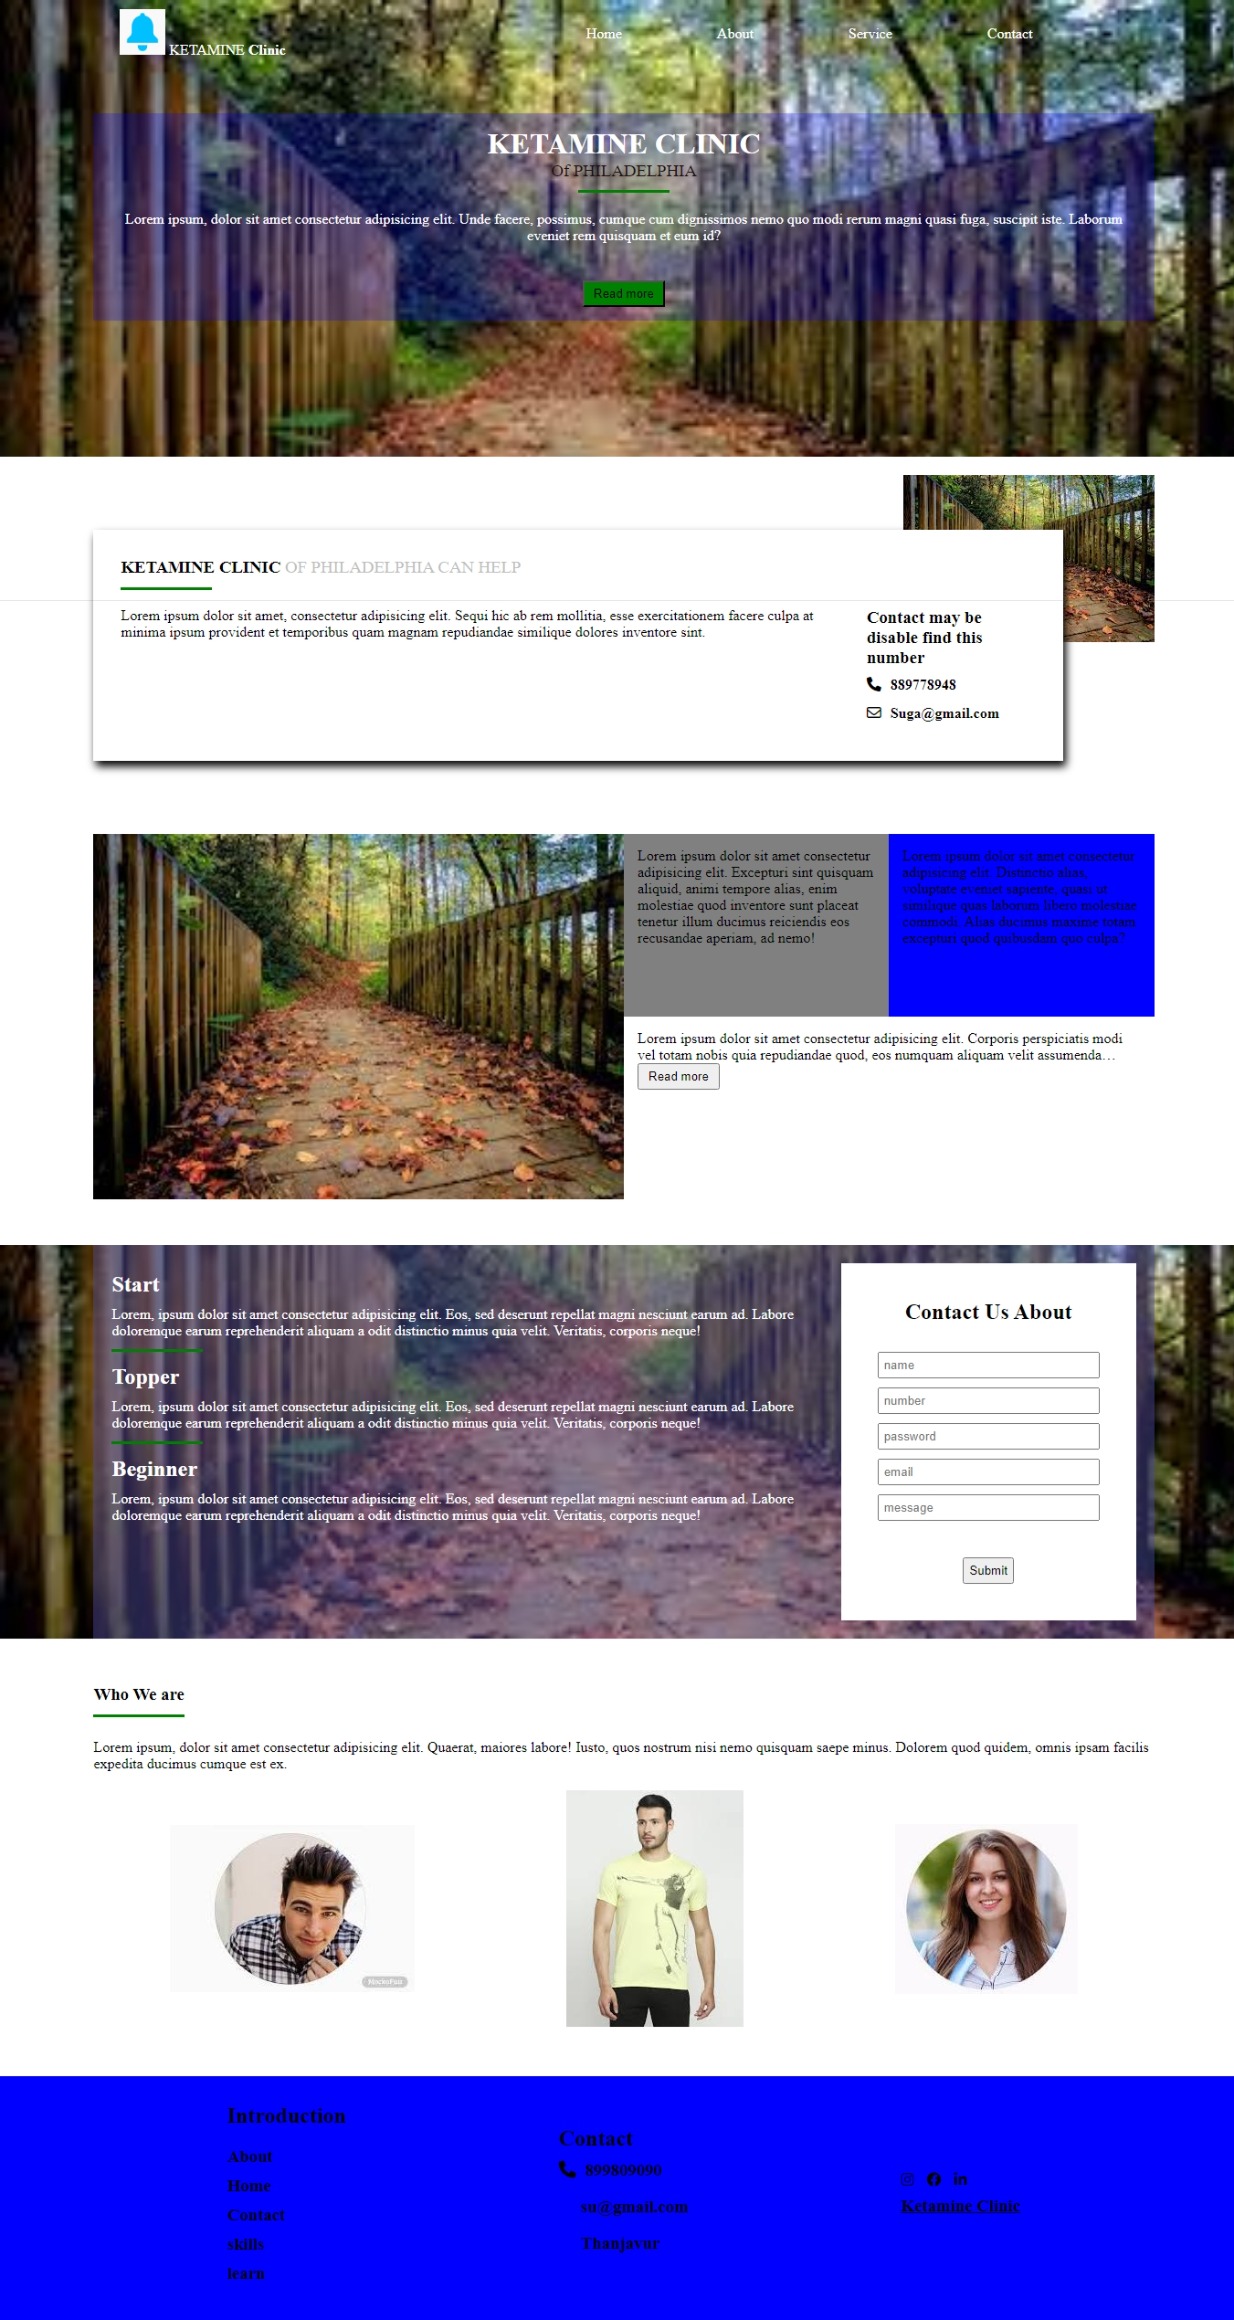 KETAMINE Clinic
Home
About
Service
Contact
KETAMINE CLINIC
Of PHILADELPHIA
Lorem ipsum, dolor sit amet consectetur adipisicing elit. Unde facere, possimus, cumque cum dignissimos nemo quo modi rerum magni quasi fuga, suscipit iste. Laborum
eveniet rem quisquam et eum id?
Read more
KETAMINE CLINIC OF PHILADELPHIA CAN HELP
Lorem ipsum dolor sit amet, consectetur adipisicing elit. Sequi hic ab rem mollitia, esse exercitationem facere culpa at
minima ipsum provident et temporibus quam magnam repudiandae similique dolores inventore sint.
Contact may be
disable find this
number
889778948
Suga@gmail.com
Lorem ipsum dolor sit amet consectetur
adipisicing elit. Excepturi sint quisquam
aliquid, animi tempore alias, enim
molestiae quod inventore sunt placeat
tenetur illum ducimus reiciendis eos
recusandae aperiam, ad nemo!
Lorem ipsum dolor sit amet consectetur
adipisicing elit. Distinctio alias,
voluptate eveniet sapiente, quasi ut
similique quas laborum libero molestiae
commodi. Alias ducimus maxime totam
excepturi quod quibusdam quo culpa?
Lorem ipsum dolor sit amet consectetur adipisicing elit. Corporis perspiciatis modi
vel totam nobis quia repudiandae quod, eos numquam aliquam velit assumenda…
Read more
Start
Lorem, ipsum dolor sit amet consectetur adipisicing elit. Eos, sed deserunt repellat magni nesciunt earum ad. Labore
doloremque earum reprehenderit aliquam a odit distinctio minus quia velit. Veritatis, corporis neque!
Topper
Lorem, ipsum dolor sit amet consectetur adipisicing elit. Eos, sed deserunt repellat magni nesciunt earum ad. Labore
doloremque earum reprehenderit aliquam a odit distinctio minus quia velit. Veritatis, corporis neque!
Beginner
Lorem, ipsum dolor sit amet consectetur adipisicing elit. Eos, sed deserunt repellat magni nesciunt earum ad. Labore
doloremque earum reprehenderit aliquam a odit distinctio minus quia velit. Veritatis, corporis neque!
Contact Us About
name
number
password
email
message
Submit
Who We are
Lorem ipsum, dolor sit amet consectetur adipisicing elit. Quaerat, maiores labore! Iusto, quos nostrum nisi nemo quisquam saepe minus. Dolorem quod quidem, omnis ipsam facilis
expedita ducimus cumque est ex.
MockoFun
Introduction
About
Home
Contact
skills
learn
Contact
899809090
su@gmail.com
Thanjavur
Ketamine Clinic